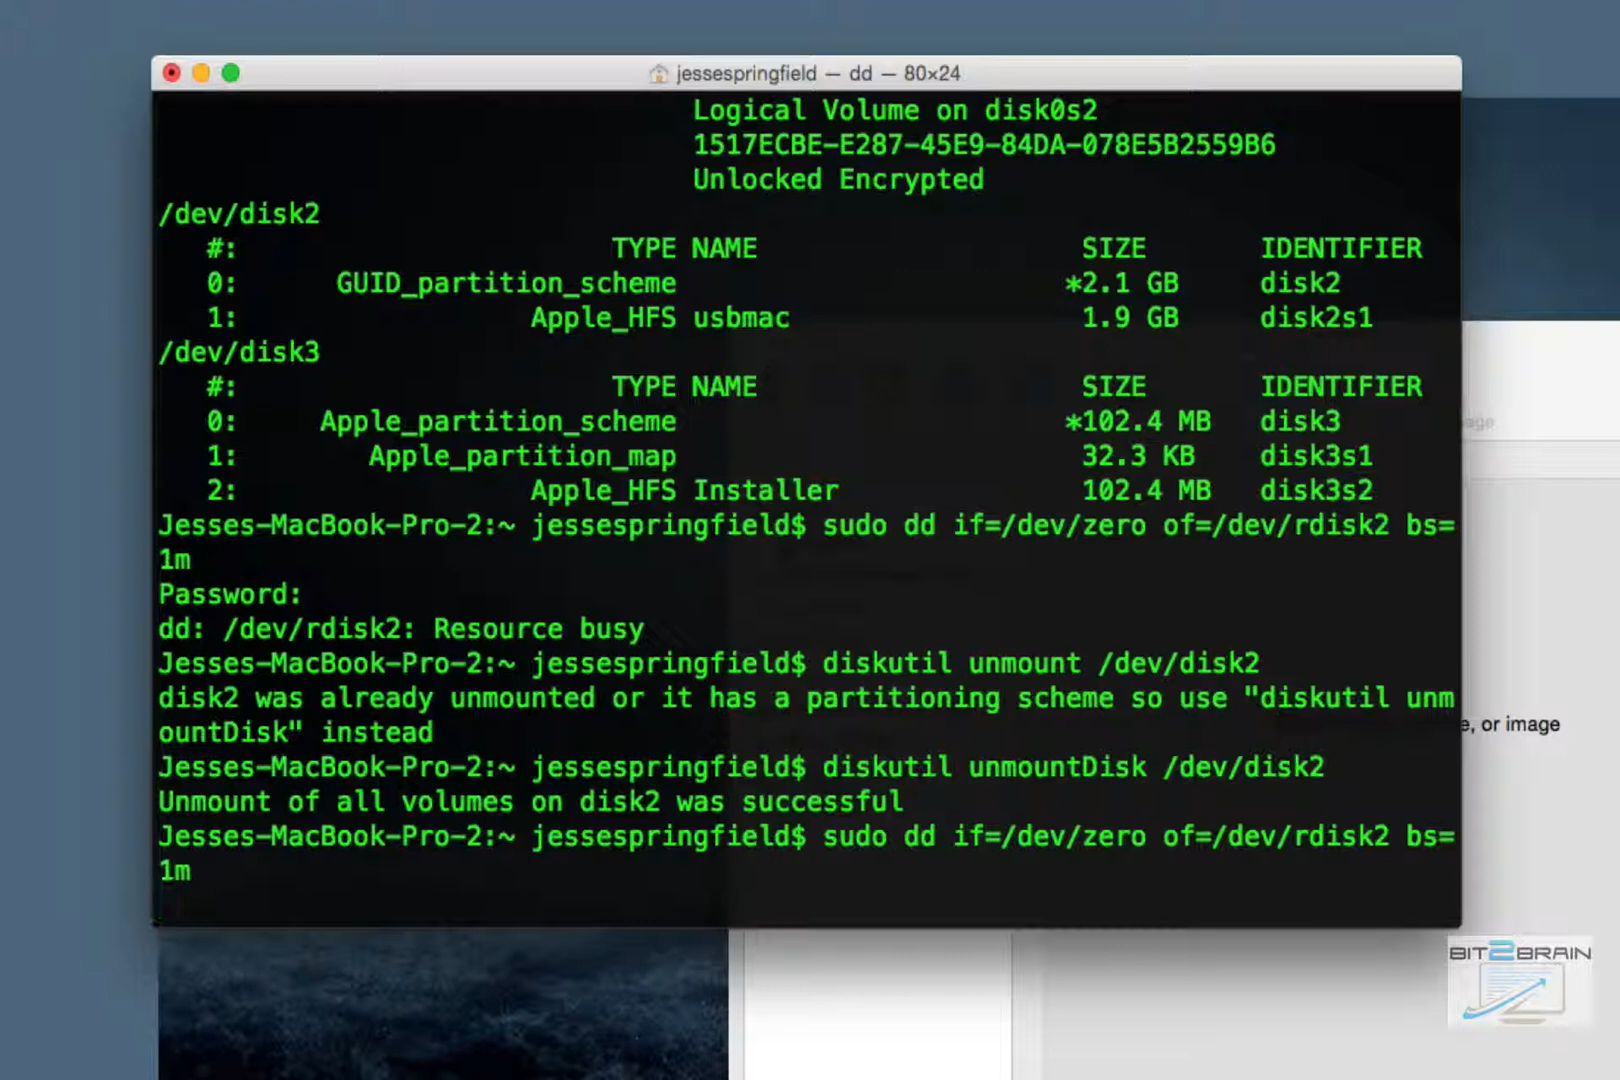 jessespringfield — dd — 80×24
Logical Volume on disk0s2
1517ECBE-E287-45E9-84DA-078E5B2559B6
Unlocked Encrypted
/dev/disk2
#: TYPE NAME SIZE IDENTIFIER
0: GUID_partition_scheme *2.1 GB disk2
1: Apple_HFS usbmac 1.9 GB disk2s1
/dev/disk3
#: TYPE NAME SIZE IDENTIFIER
0: Apple_partition_scheme *102.4 MB disk3
1: Apple_partition_map 32.3 KB disk3s1
2: Apple_HFS Installer 102.4 MB disk3s2
Jesses-MacBook-Pro-2:~ jessespringfield$ sudo dd if=/dev/zero of=/dev/rdisk2 bs=
1m
Password:
dd: /dev/rdisk2: Resource busy
Jesses-MacBook-Pro-2:~ jessespringfield$ diskutil unmount /dev/disk2
disk2 was already unmounted or it has a partitioning scheme so use "diskutil unm
ountDisk" instead
Jesses-MacBook-Pro-2:~ jessespringfield$ diskutil unmountDisk /dev/disk2
Unmount of all volumes on disk2 was successful
Jesses-MacBook-Pro-2:~ jessespringfield$ sudo dd if=/dev/zero of=/dev/rdisk2 bs=
1m
e, or image
BIT2BRAIN